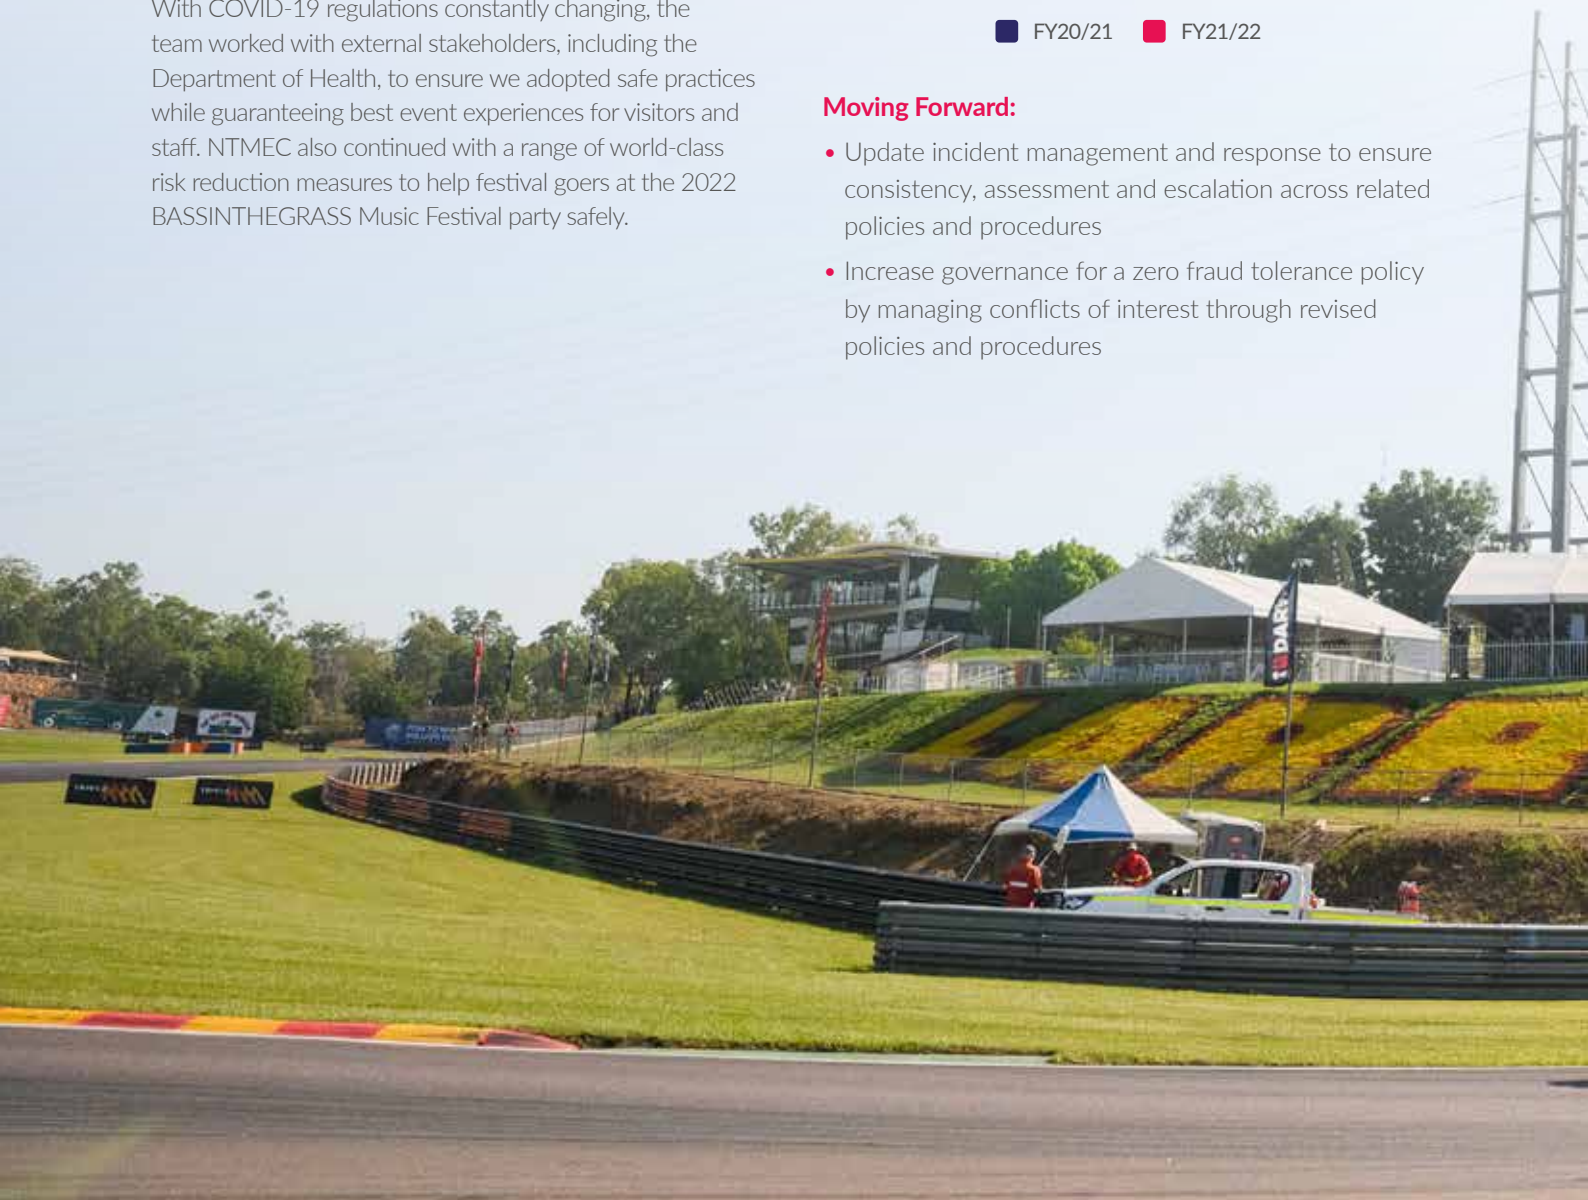 With COVID-19 regulations constantly changing, the
team worked with external stakeholders, including the
Department of Health, to ensure we adopted safe practices
while guaranteeing best event experiences for visitors and
staff. NTMEC also continued with a range of world-class
risk reduction measures to help festival goers at the 2022
BASSINTHEGRASS Music Festival party safely.
FY20/21 FY21/22
Moving Forward:
• Update incident management and response to ensure
consistency, assessment and escalation across related
policies and procedures
• Increase governance for a zero fraud tolerance policy
by managing conflicts of interest through revised
policies and procedures